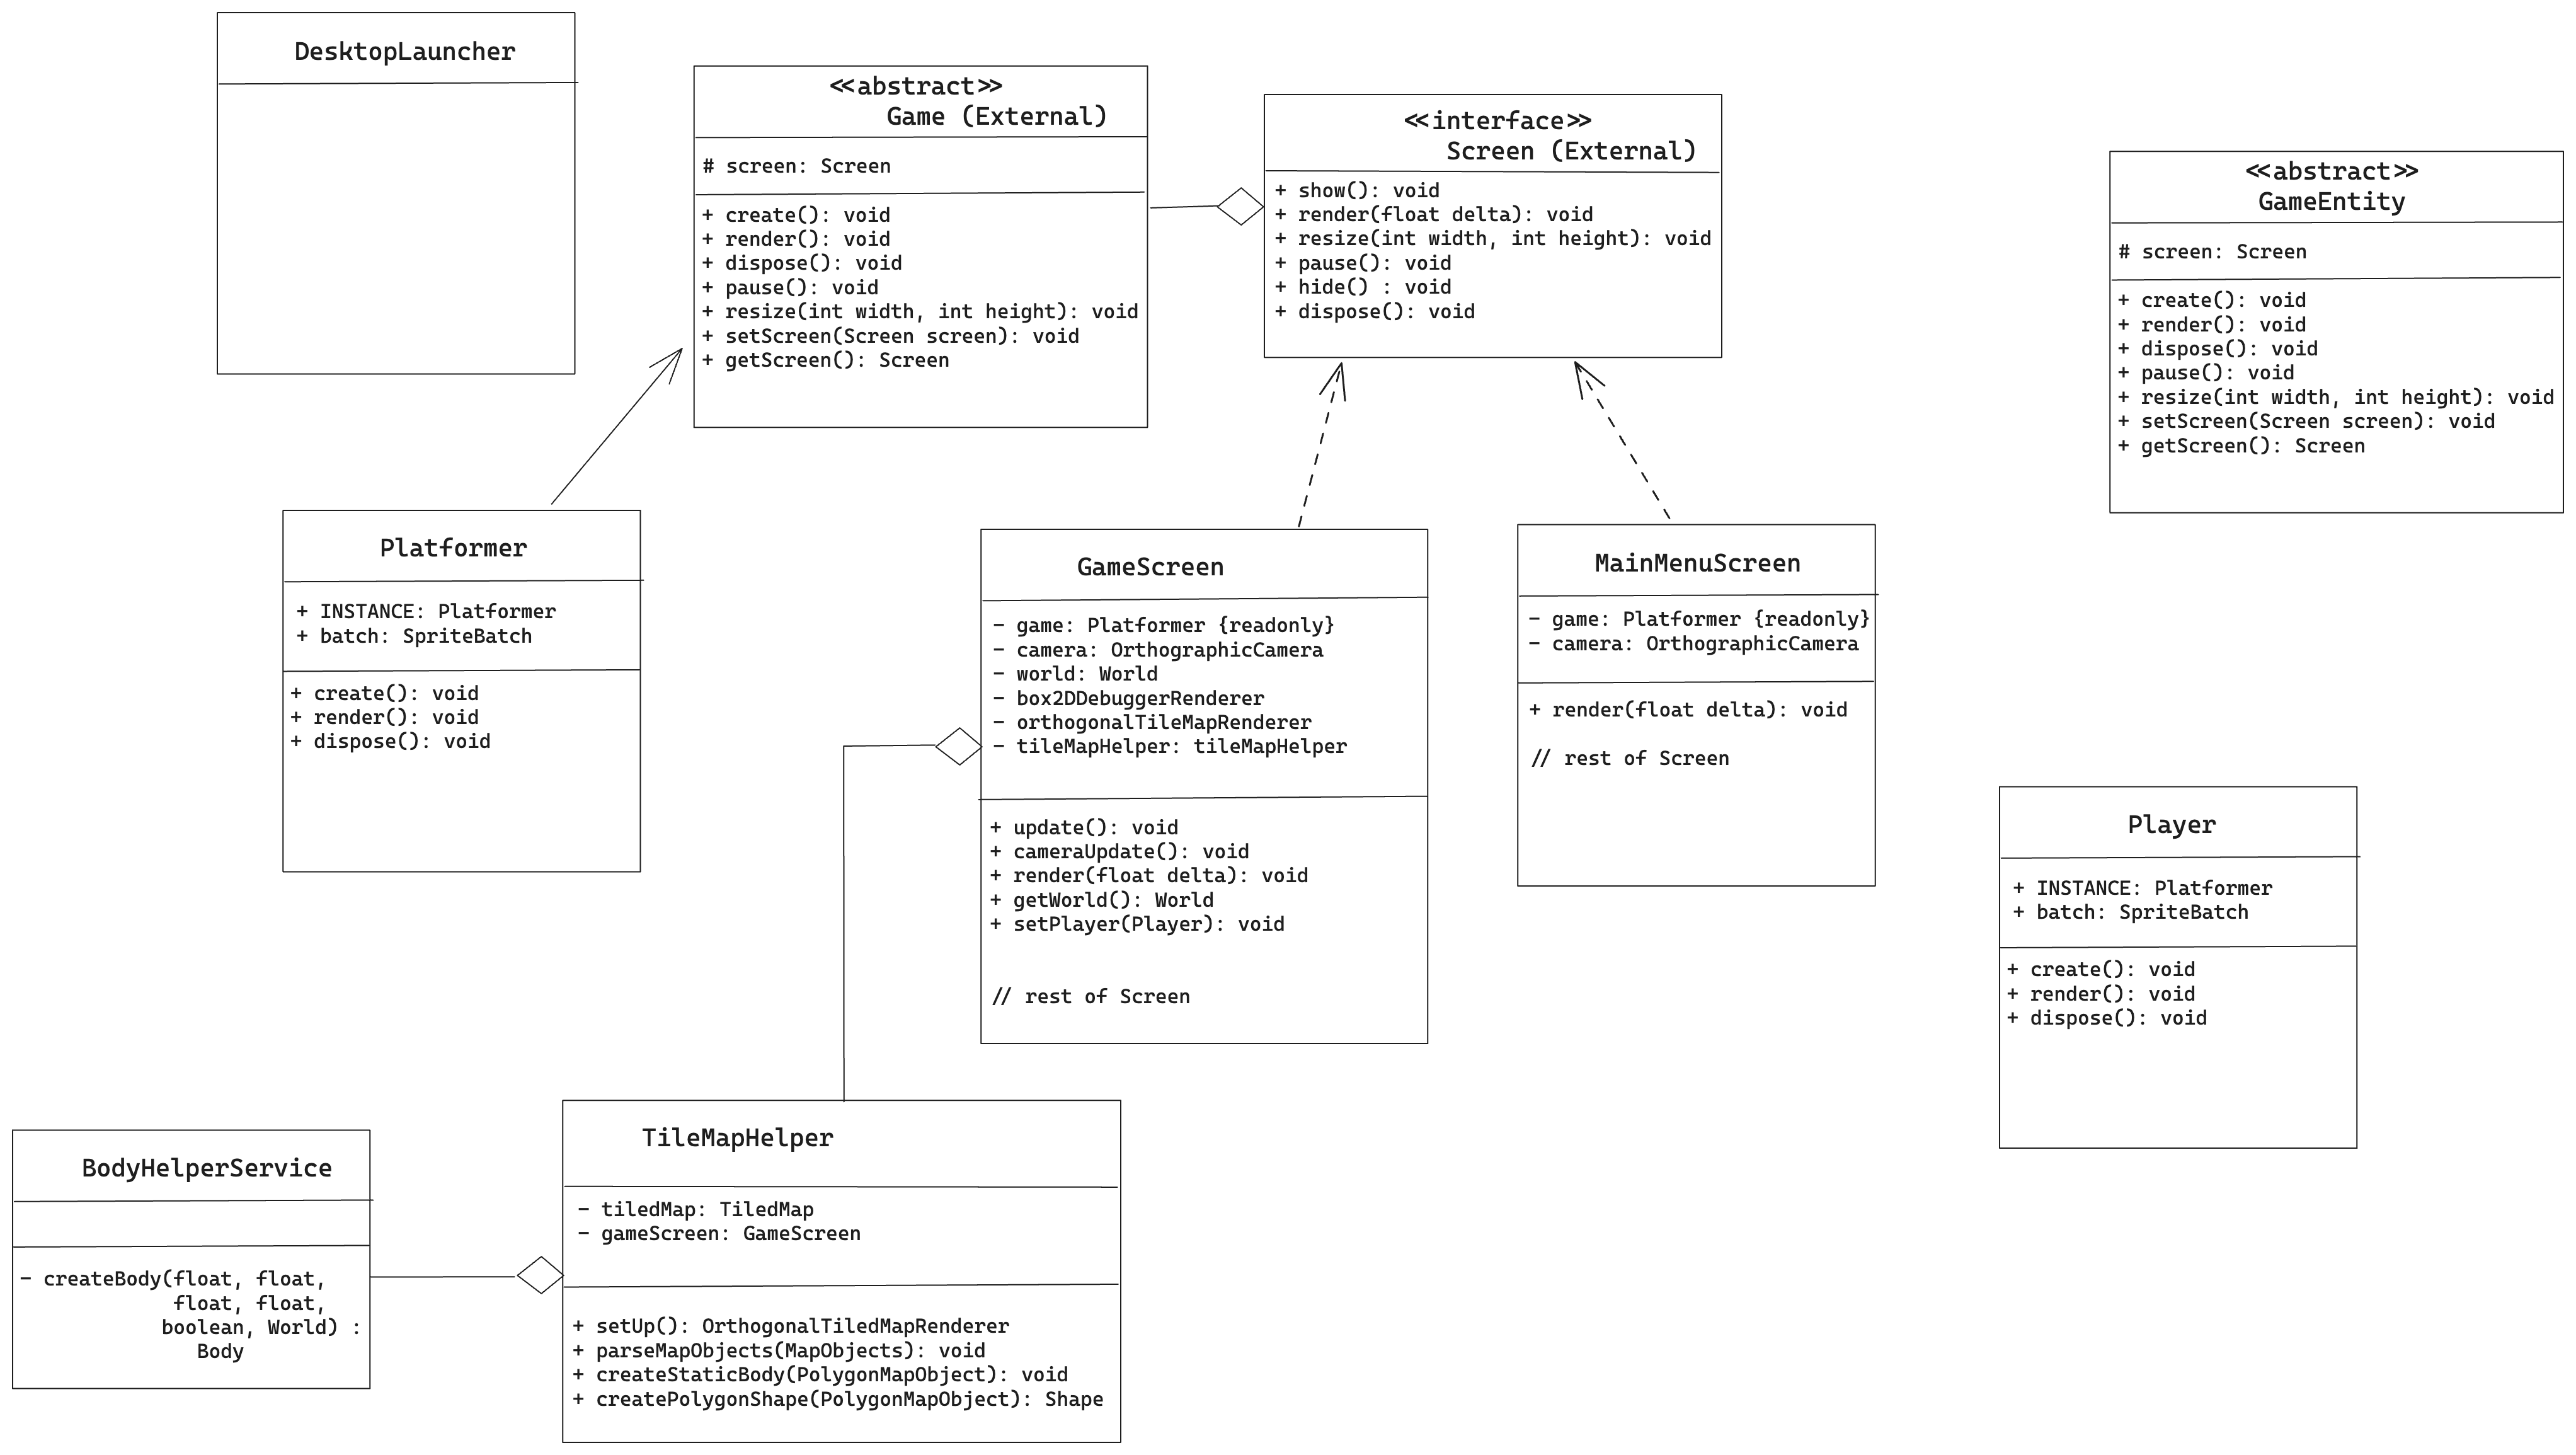 DesktopLauncher
<<abstract>>
Game (External)
# screen: Screen
+ create(): void
+ render(): void
+ dispose(): void
+ pause(): void
+ resize(int width, int height): void
+ setScreen(Screen screen): void
+ getScreen(): Screen
<<interface>>
Screen (External)
+ show(): void
+ render(float delta): void
+ resize(int width, int height): void
+ pause(): void
+ hide() : void
+ dispose(): void
<<abstract>>
GameEntity
# screen: Screen
+ create(): void
+ render(): void
+ dispose(): void
+ pause(): void
+ resize(int width, int height): void
+ setScreen(Screen screen): void
+ getScreen(): Screen
Platformer
+ INSTANCE: Platformer
+ batch: SpriteBatch
+ create(): void
+ render(): void
+ dispose(): void
GameScreen
- game: Platformer {readonly}
- camera: OrthographicCamera
- world: World
- box2DDebuggerRenderer
- orthogonalTileMapRenderer
- tileMapHelper: tileMapHelper
+ update(): void
+ cameraUpdate(): void
+ render(float delta): void
+ getWorld(): World
+ setPlayer(Player): void
// rest of Screen
MainMenuScreen
- game: Platformer {readonly}
- camera: OrthographicCamera
+ render(float delta): void
// rest of Screen
Player
+ INSTANCE: Platformer
+ batch: SpriteBatch
+ create(): void
+ render(): void
+ dispose(): void
BodyHelperService
- createBody(float, float,
float, float,
boolean, World) :
Body
TileMapHelper
- tiledMap: TiledMap
- gameScreen: GameScreen
+ setUp(): OrthogonalTiledMapRenderer
+ parseMapObjects(MapObjects): void
+ createStaticBody(PolygonMapObject): void
+ createPolygonShape(PolygonMapObject): Shape